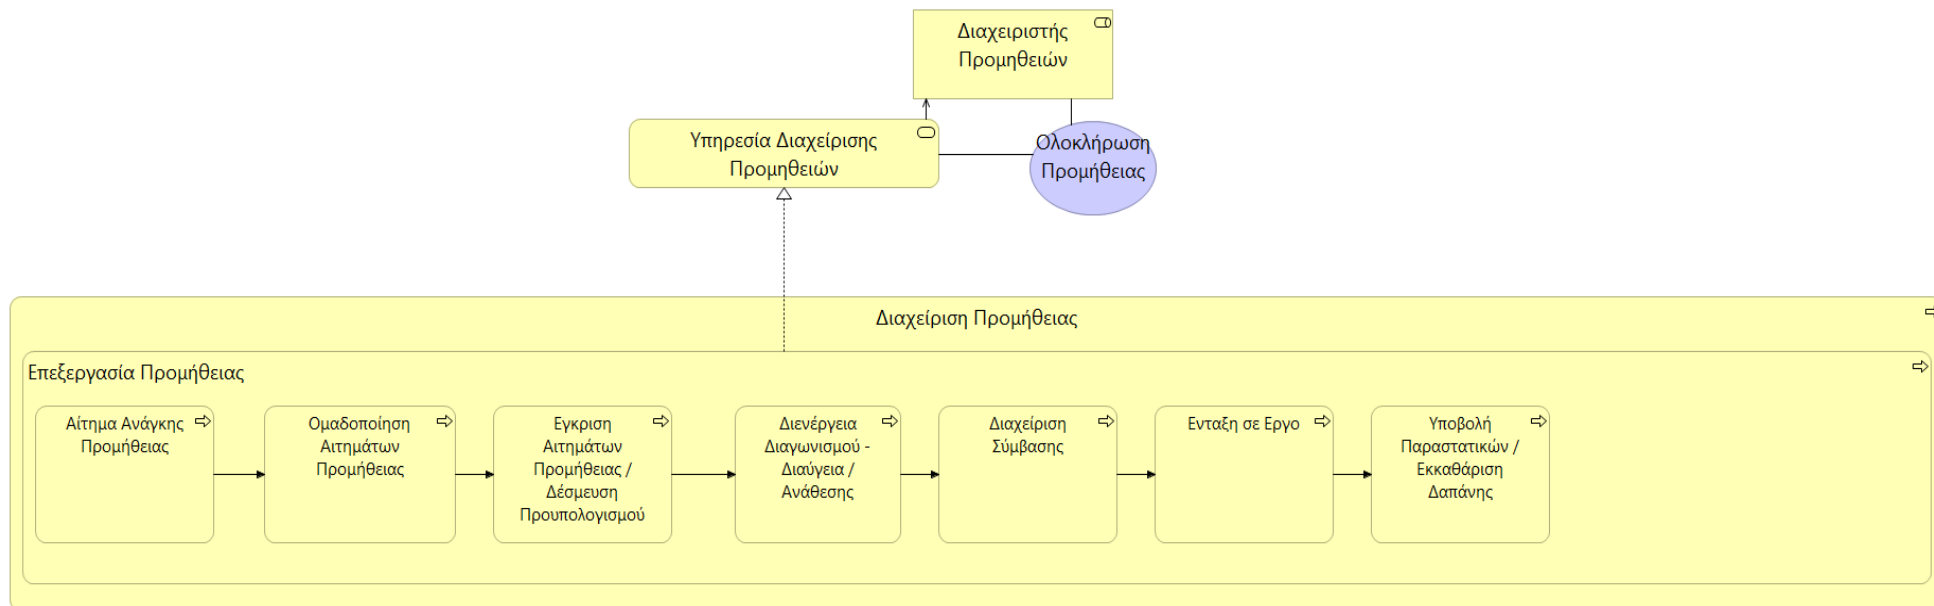 Διαχειριστής
Προμηθειών
Υπηρεσία Διαχείρισης
Προμηθειών
Ολοκλήρωση
Προμήθειας
Διαχείριση Προμήθειας
Επεξεργασία Προμήθειας
Αίτημα Ανάγκης
Προμήθειας
Ομαδοποίηση
Αιτημάτων
Προμήθειας
Εγκριση
Αιτημάτων
Προμήθειας /
Δέσμευση
Προυπολογισμού
Διενέργεια
Διαγωνισμού -
Διαύγεια /
Ανάθεσης
Διαχείριση
Σύμβασης
Ενταξη σε Εργο
Υποβολή
Παραστατικών /
Εκκαθάριση
Δαπάνης